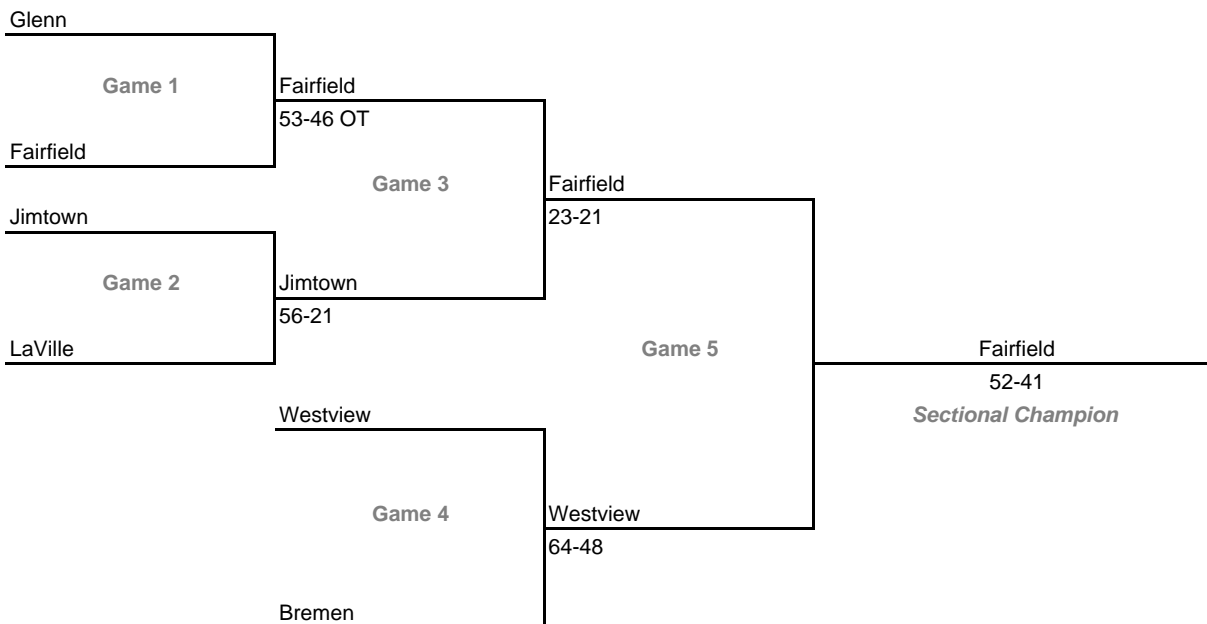 Glenn
Game 1
Fairfield
53-46 OT
Fairfield
Game 3
Fairfield
23-21
Jimtown
Game 2
Jimtown
56-21
LaVille
Game 5
Fairfield
52-41
Sectional Champion
Westview
Game 4
Westview
64-48
Bremen